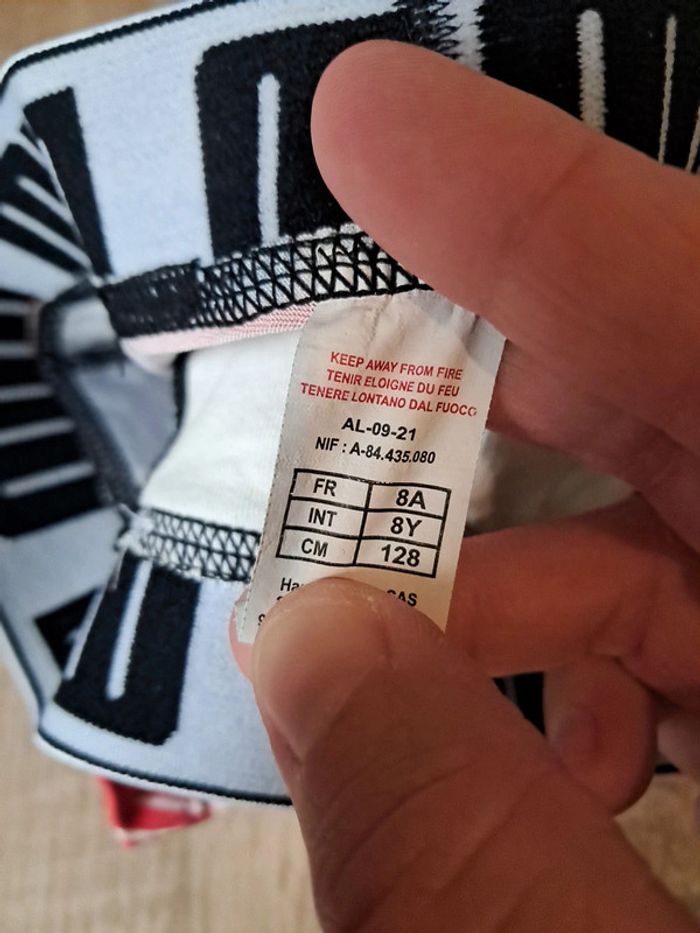 KEEP AWAY FROM FIRE
TENIR ELOIGNE DU FEU
TENERE LONTANO DAL FUOCO
AL-09-21
NIF : A-84.435.080
FR 8A
INT 8Y
CM 128